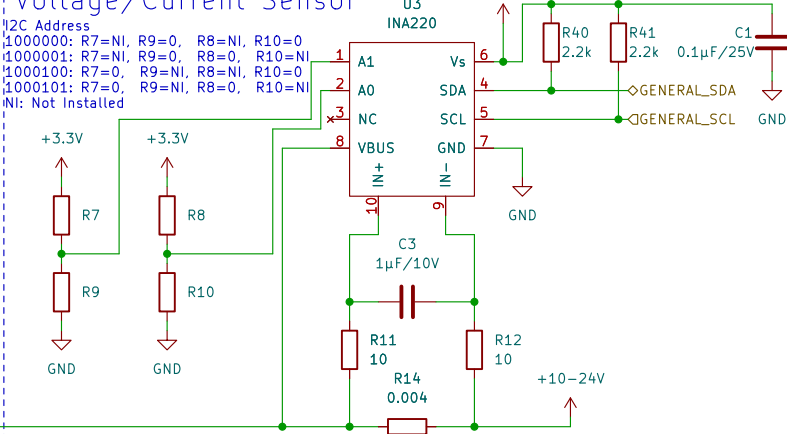 Voltage/Current Sensor
I2C Address
1000000: R7=NI, R9=0, R8=NI, R10=0
1000001: R7=NI, R9=0, R8=0, R10=NI
1000100: R7=0, R9=NI, R8=NI, R10=0
1000101: R7=0, R9=NI, R8=0, R10=NI
NI: Not Installed
U3
INA220
1 A1
2 A0
3 NC
8 VBUS
Vs 6
SDA 4
SCL 5
GND 7
IN+
10
IN-
9
R40
2.2k
R41
2.2k
C1
0.1µF/25V
GND
GENERAL_SDA
GENERAL_SCL
GND
+3.3V
+3.3V
R7
R8
R9
R10
GND
GND
C3
1µF/10V
R11
10
R12
10
R14
0.004
+10-24V